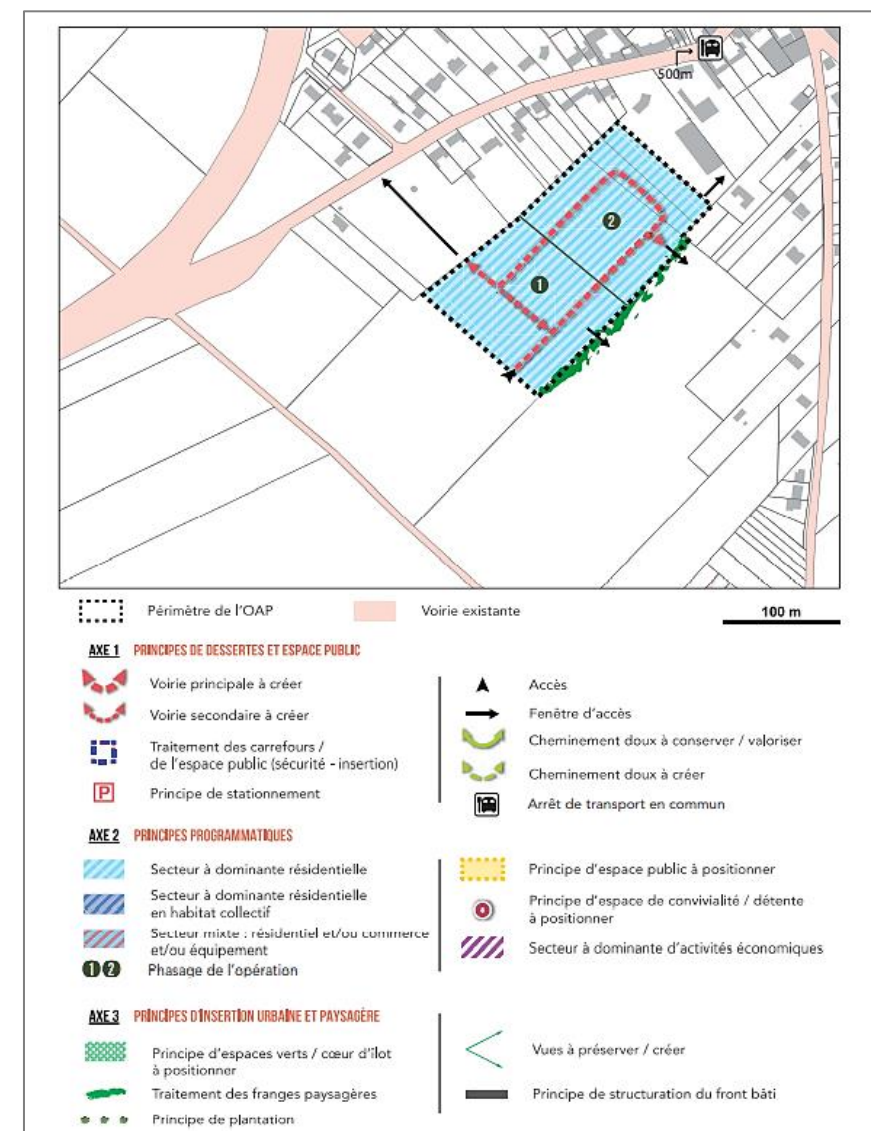 500m
2
1
Périmètre de l'OAP
Voirie existante
100 m
AXE 1 PRINCIPES DE DESSERTES ET ESPACE PUBLIC
Voirie principale à créer
Voirie secondaire à créer
Traitement des carrefours /
de l'espace public (sécurité - insertion)
P Principe de stationnement
Accès
Fenêtre d'accès
Cheminement doux à conserver / valoriser
Cheminement doux à créer
Arrêt de transport en commun
AXE 2 PRINCIPES PROGRAMMATIQUES
Secteur à dominante résidentielle
Secteur à dominante résidentielle
en habitat collectif
Secteur mixte : résidentiel et/ou commerce
et/ou équipement
1 2 Phasage de l'opération
Principe d'espace public à positionner
Principe d'espace de convivialité / détente
à positionner
Secteur à dominante d'activités économiques
AXE 3 PRINCIPES D'INSERTION URBAINE ET PAYSAGÈRE
Principe d'espaces verts / cœur d'îlot
à positionner
Traitement des franges paysagères
Principe de plantation
Vues à préserver / créer
Principe de structuration du front bâti